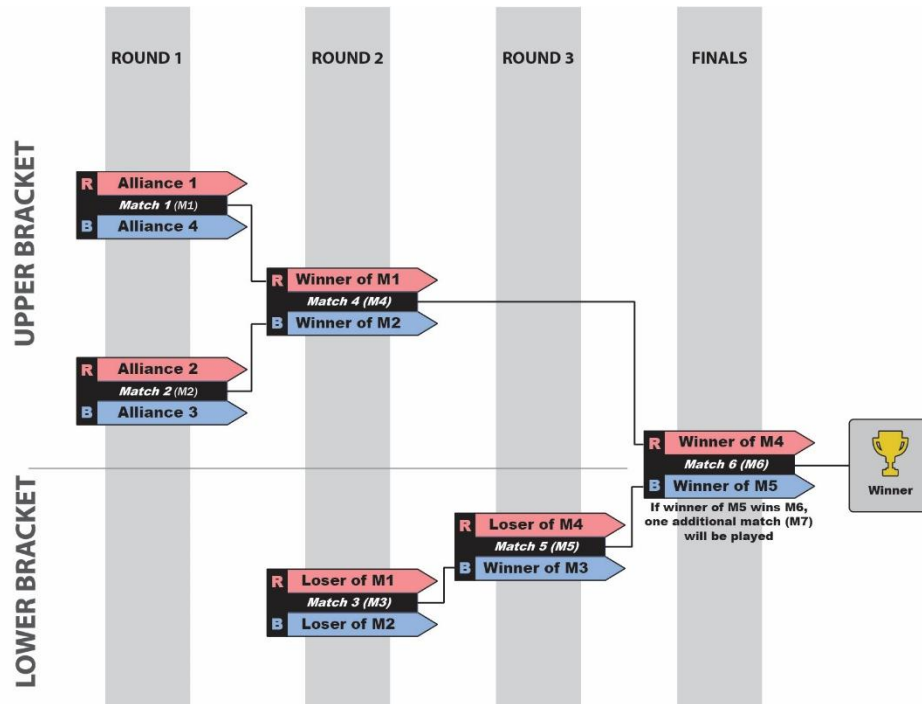 ROUND 1
ROUND 2
ROUND 3
FINALS
UPPER BRACKET
R Alliance 1
Match 1 (M1)
B Alliance 4
R Winner of M1
Match 4 (M4)
B Winner of M2
R Alliance 2
Match 2 (M2)
B Alliance 3
R Winner of M4
Match 6 (M6)
B Winner of M5
If winner of M5 wins M6,
one additional match (M7)
will be played
Winner
LOWER BRACKET
R Loser of M4
Match 5 (M5)
B Winner of M3
R Loser of M1
Match 3 (M3)
B Loser of M2